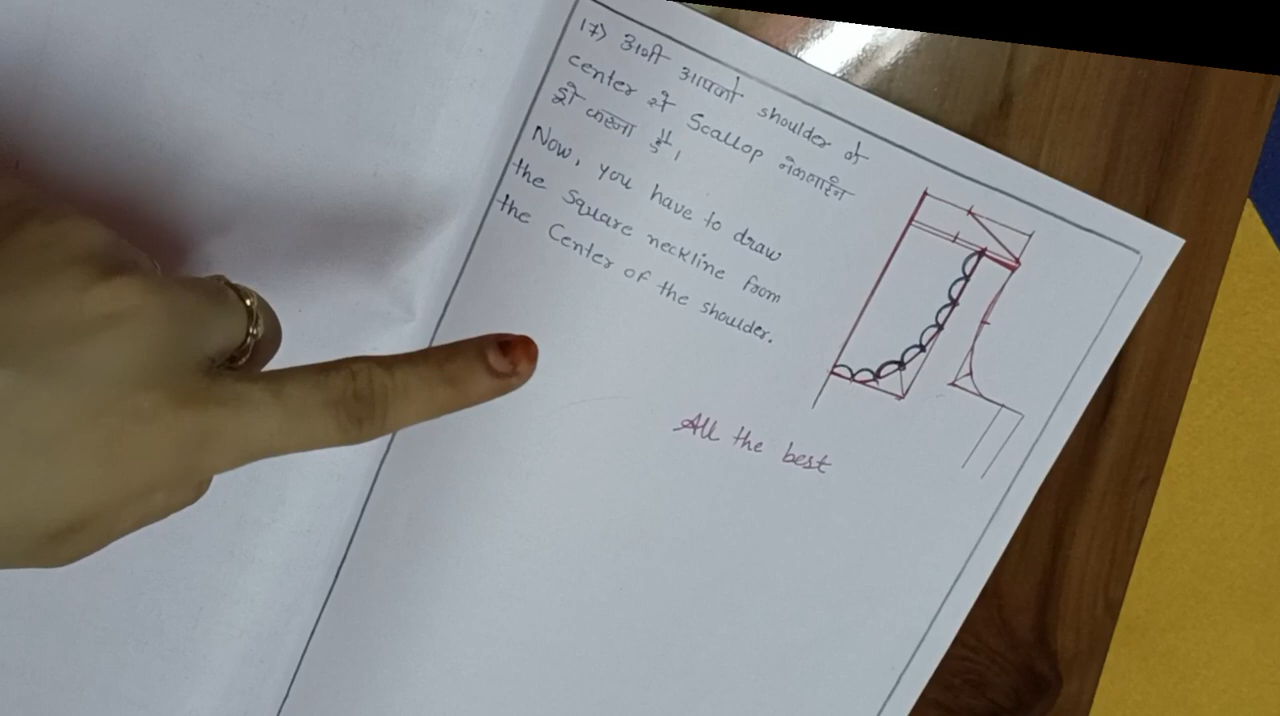 17) अभी आपको shoulder के
center से Scallop नेकलाईन
ड्रॉ करना है।
Now, you have to draw
the square neckline from
the Center of the shoulder.
All the best